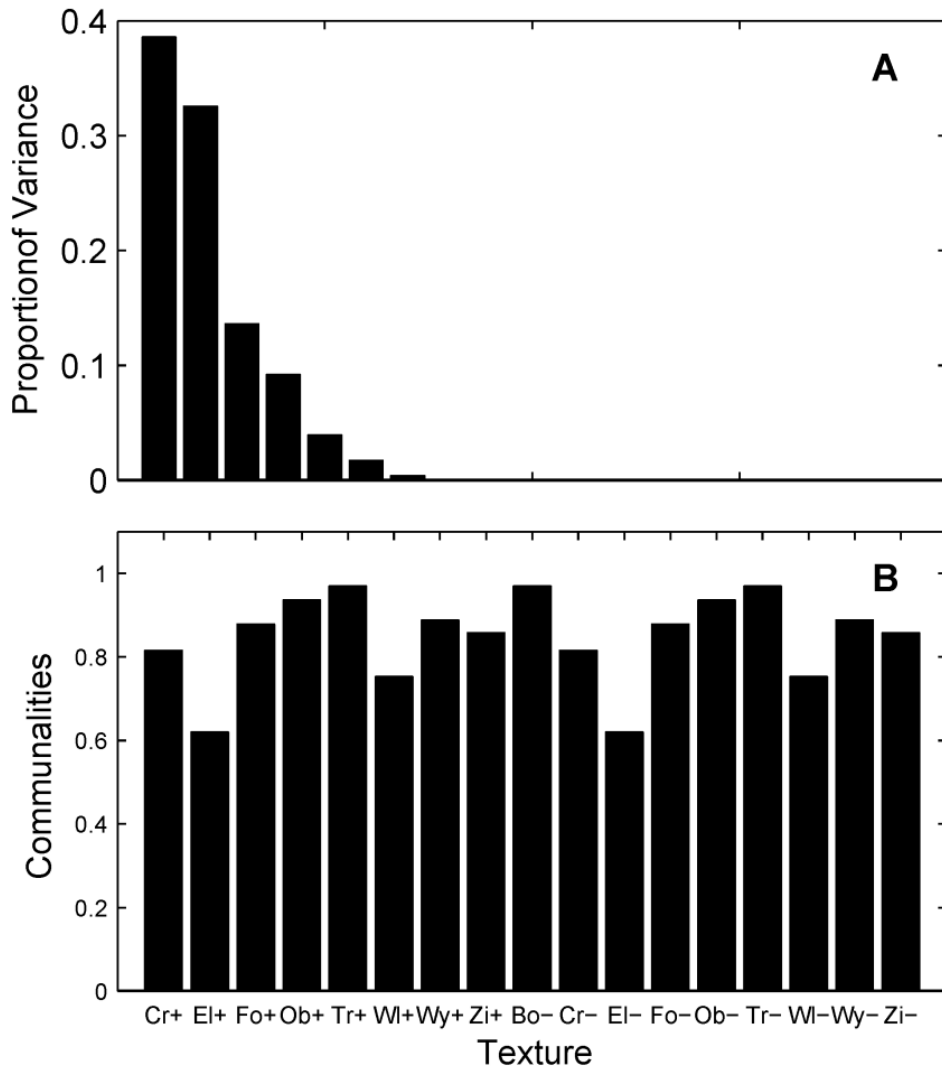 0.4
A
0.3
0.2
0.1
0
Proportionof Variance
B
1
0.8
0.6
0.4
0.2
0
Communalities
Cr+ El+ Fo+ Ob+ Tr+ Wl+ Wy+ Zi+ Bo− Cr− El− Fo− Ob− Tr− Wl− Wy− Zi−
Texture